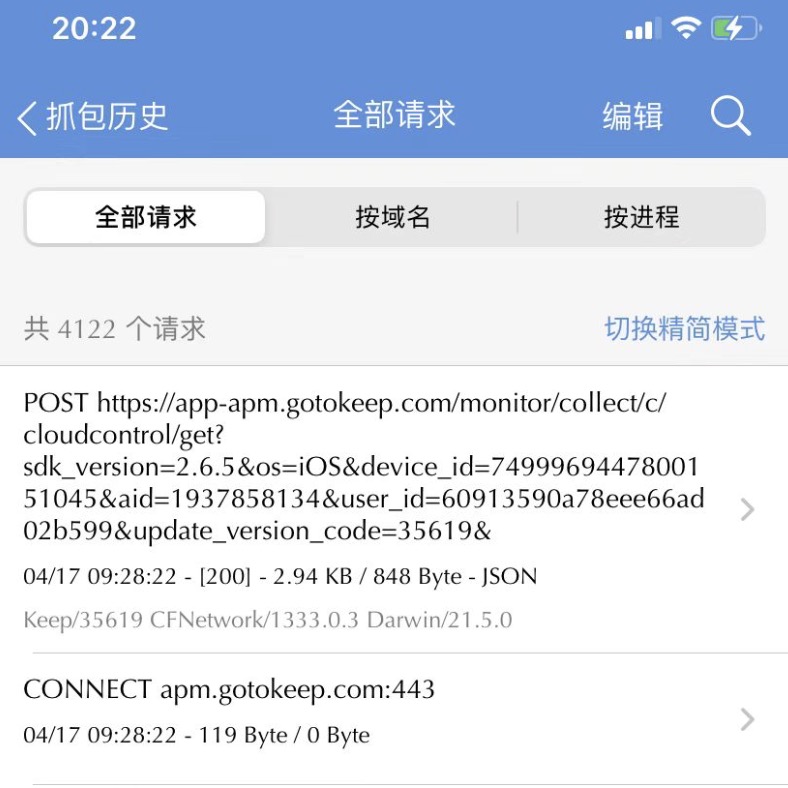 20:22
抓包历史
全部请求
编辑
全部请求
按域名
按进程
共 4122 个请求
切换精简模式
POST https://app-apm.gotokeep.com/monitor/collect/c/
cloudcontrol/get?
sdk_version=2.6.5&os=iOS&device_id=74999694478001
51045&aid=1937858134&user_id=60913590a78eee66ad
02b599&update_version_code=35619&
04/17 09:28:22 - [200] - 2.94 KB / 848 Byte - JSON
Keep/35619 CFNetwork/1333.0.3 Darwin/21.5.0
CONNECT apm.gotokeep.com:443
04/17 09:28:22 - 119 Byte / 0 Byte